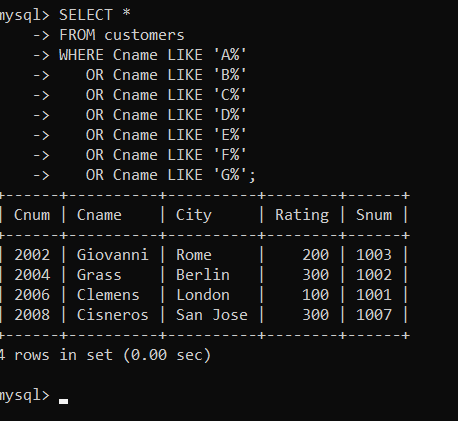 mysql> SELECT *
    -> FROM customers
    -> WHERE Cname LIKE 'A%'
    ->    OR Cname LIKE 'B%'
    ->    OR Cname LIKE 'C%'
    ->    OR Cname LIKE 'D%'
    ->    OR Cname LIKE 'E%'
    ->    OR Cname LIKE 'F%'
    ->    OR Cname LIKE 'G%';
+------+----------+----------+--------+------+
| Cnum | Cname    | City     | Rating | Snum |
+------+----------+----------+--------+------+
| 2002 | Giovanni | Rome     |    200 | 1003 |
| 2004 | Grass    | Berlin   |    300 | 1002 |
| 2006 | Clemens  | London   |    100 | 1001 |
| 2008 | Cisneros | San Jose |    300 | 1007 |
+------+----------+----------+--------+------+
4 rows in set (0.00 sec)
mysql>